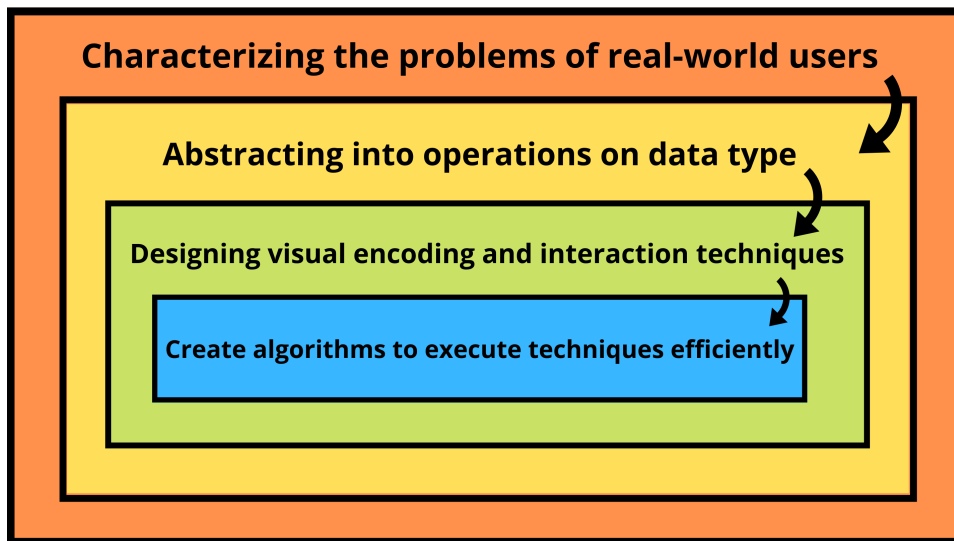 Characterizing the problems of real-world users
Abstracting into operations on data type
Designing visual encoding and interaction techniques
Create algorithms to execute techniques efficiently